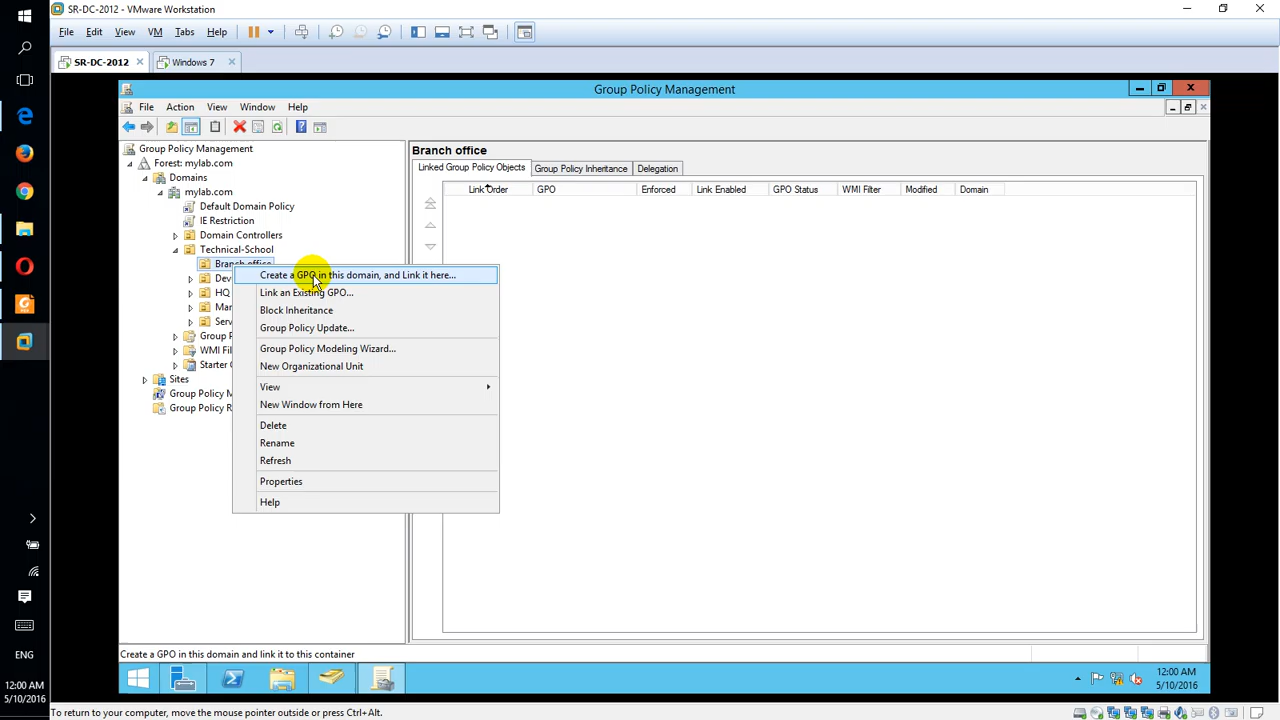 SR-DC-2012 - VMware Workstation
File Edit View VM Tabs Help
SR-DC-2012
Windows 7
Group Policy Management
File Action View Window Help
Group Policy Management
Forest: mylab.com
Domains
mylab.com
Default Domain Policy
IE Restriction
Domain Controllers
Technical-School
Branch office
Dev
HQ
Mar
Serv
Group P
WMI Fil
Starter G
Sites
Group Policy M
Group Policy R
Create a GPO in this domain, and Link it here...
Link an Existing GPO...
Block Inheritance
Group Policy Update...
Group Policy Modeling Wizard...
New Organizational Unit
View
New Window from Here
Delete
Rename
Refresh
Properties
Help
Branch office
Linked Group Policy Objects Group Policy Inheritance Delegation
Link Order GPO Enforced Link Enabled GPO Status WMI Filter Modified Domain
Create a GPO in this domain and link it to this container
12:00 AM
5/10/2016
ENG
12:00 AM
5/10/2016
To return to your computer, move the mouse pointer outside or press Ctrl+Alt.